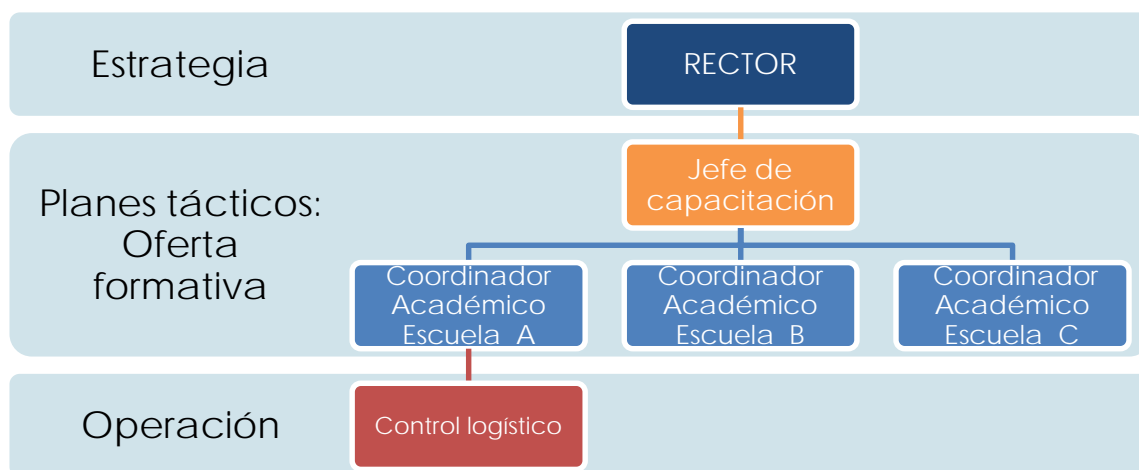 Estrategia
RECTOR
Planes tácticos:
Oferta
formativa
Jefe de
capacitación
Coordinador
Académico
Escuela A
Coordinador
Académico
Escuela B
Coordinador
Académico
Escuela C
Operación
Control logístico